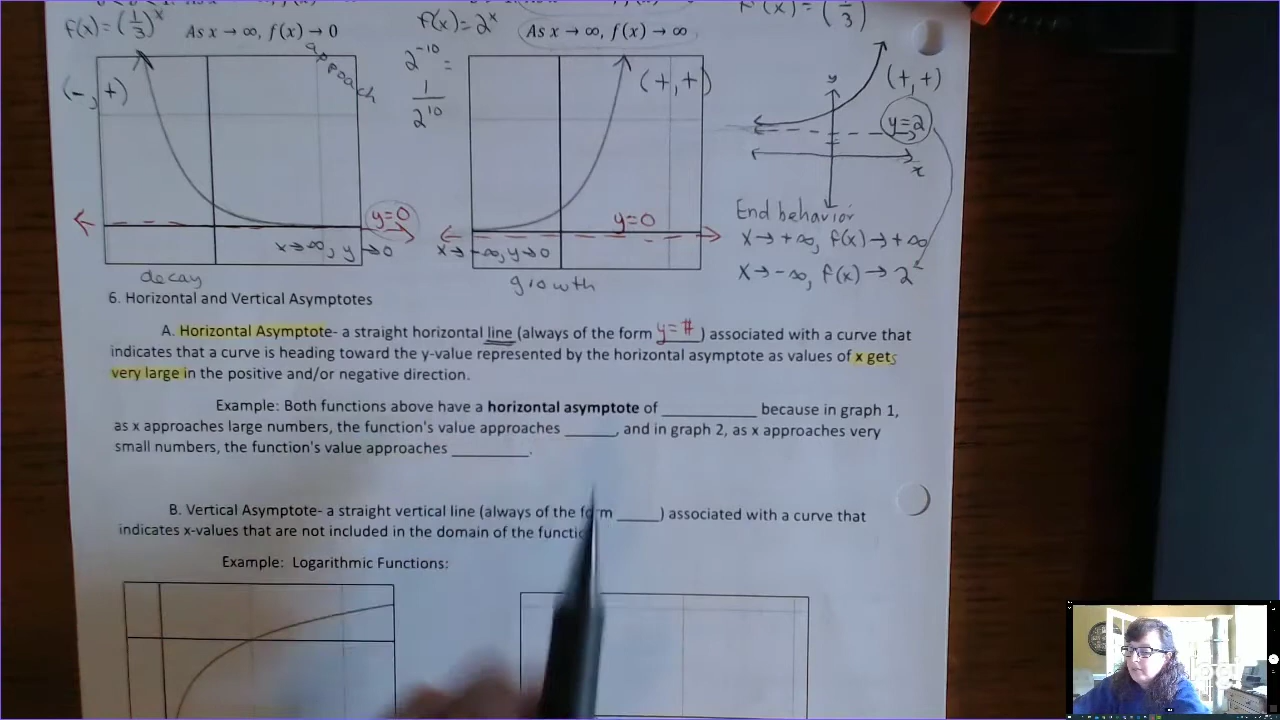 f(x) = (1/3)^x As x → ∞, f(x) → 0
f(x) = 2^x As x → ∞, f(x) → ∞
approach
2^-10 =
1/2^10
(-, +)
(+, +)
y
(+, +)
y=2
x
y=0
y=0
x→∞, y→0
x→-∞, y→0
decay
growth
End behavior
x→+∞, f(x)→+∞
x→-∞, f(x)→2
6. Horizontal and Vertical Asymptotes
A. Horizontal Asymptote- a straight horizontal line (always of the form y=#) associated with a curve that
indicates that a curve is heading toward the y-value represented by the horizontal asymptote as values of x gets
very large in the positive and/or negative direction.
Example: Both functions above have a horizontal asymptote of __________ because in graph 1,
as x approaches large numbers, the function's value approaches ______, and in graph 2, as x approaches very
small numbers, the function's value approaches _________.
B. Vertical Asymptote- a straight vertical line (always of the form _____) associated with a curve that
indicates x-values that are not included in the domain of the
Example: Logarithmic Functions: